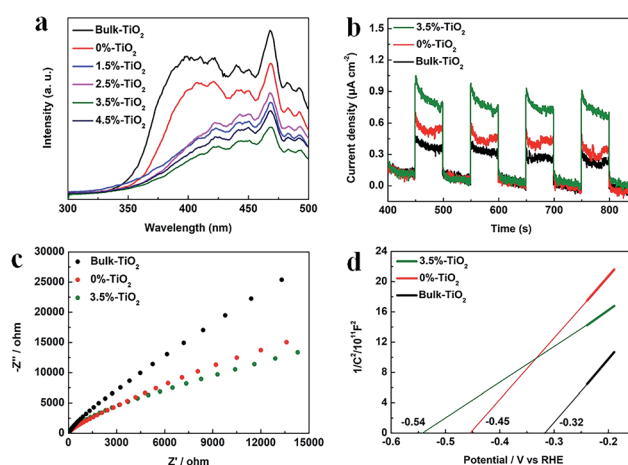 a
Bulk-TiO2
0%-TiO2
1.5%-TiO2
2.5%-TiO2
3.5%-TiO2
4.5%-TiO2
Intensity (a. u.)
300 350 400 450 500
Wavelength (nm)
b
3.5%-TiO2
0%-TiO2
Bulk-TiO2
Current density (μA cm-2)
1.5
1.2
0.9
0.6
0.3
0.0
400 500 600 700 800
Time (s)
c
Bulk-TiO2
0%-TiO2
3.5%-TiO2
-Z'' / ohm
30000
25000
20000
15000
10000
5000
0
0 3000 6000 9000 12000 15000
Z' / ohm
d
3.5%-TiO2
0%-TiO2
Bulk-TiO2
1/C2/1011F2
24
20
16
12
8
4
0
-0.54 -0.45 -0.32
-0.6 -0.5 -0.4 -0.3 -0.2
Potential / V vs RHE